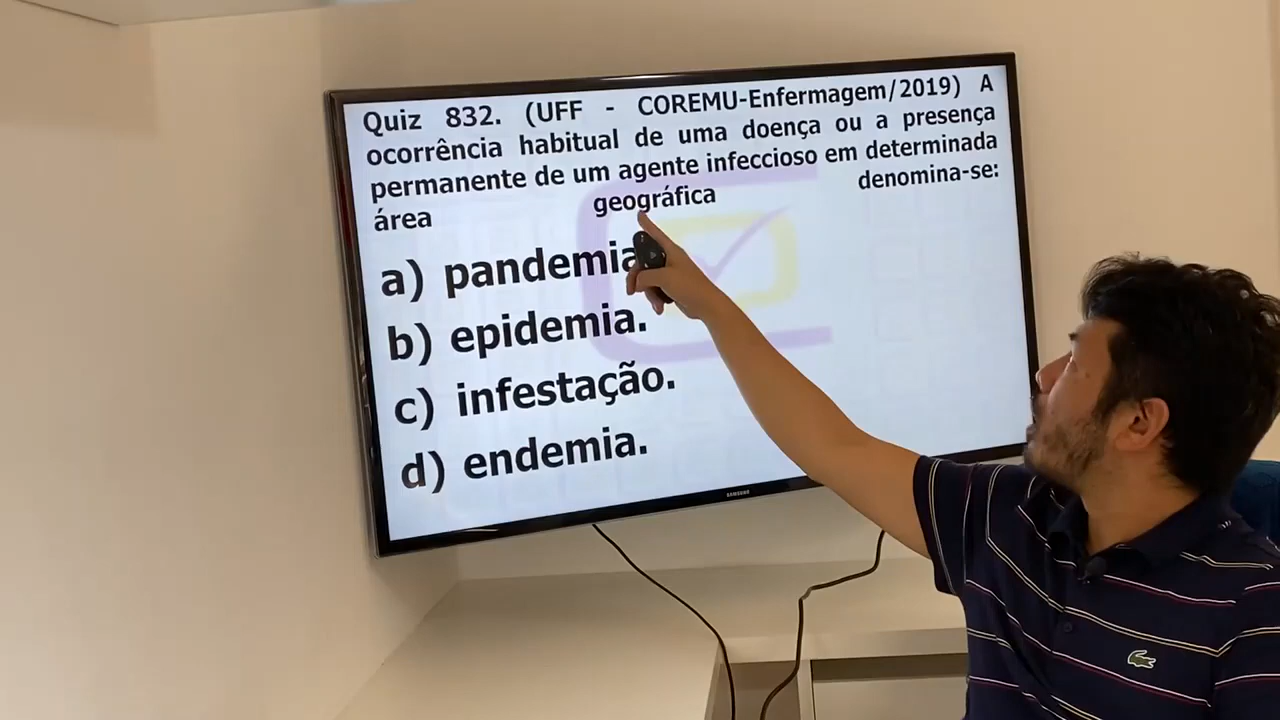 Quiz 832. (UFF - COREMU-Enfermagem/2019) A
ocorrência habitual de uma doença ou a presença
permanente de um agente infeccioso em determinada
área geográfica denomina-se:
a) pandemia
b) epidemia.
c) infestação.
d) endemia.
SAMSUNG